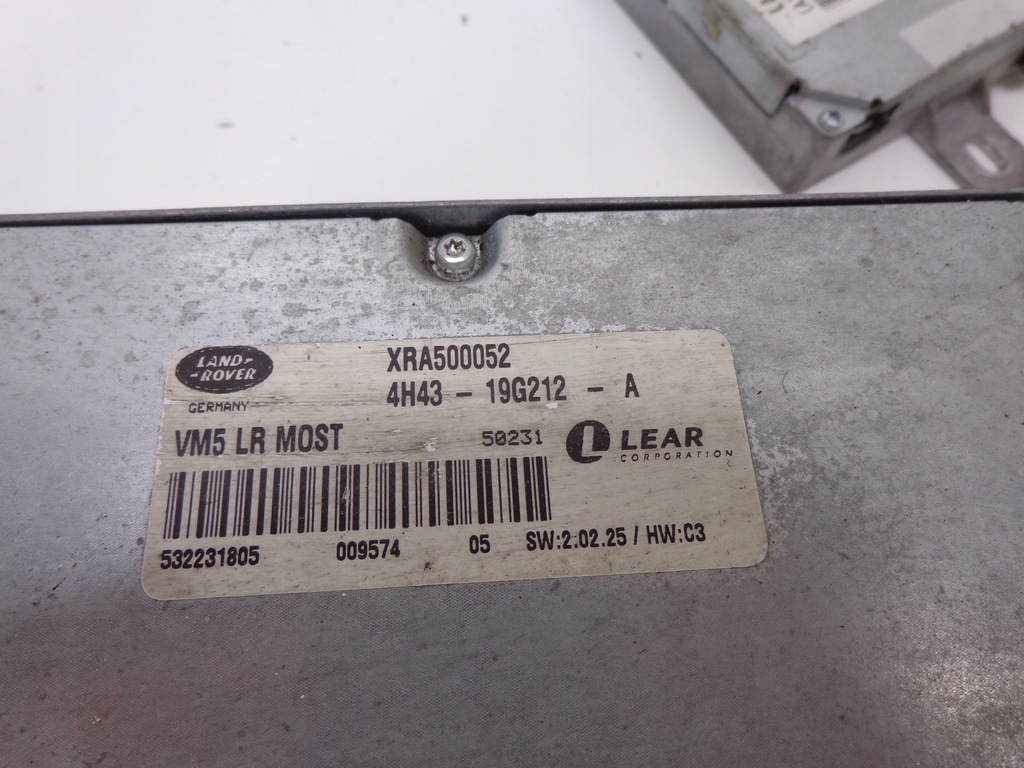 LAND-
ROVER
GERMANY
XRA500052
4H43 - 19G212 - A
VM5 LR MOST
50231
L LEAR
CORPORATION
532231805 009574 05 SW:2.02.25 / HW:C3